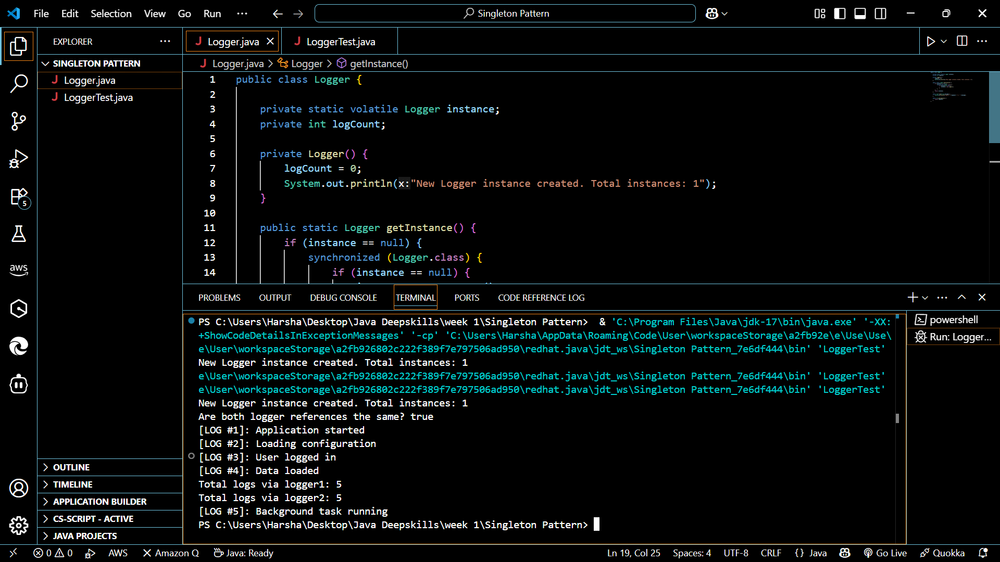 File Edit Selection View Go Run ···
Singleton Pattern
EXPLORER
SINGLETON PATTERN
J Logger.java
J LoggerTest.java
5
aws
OUTLINE
TIMELINE
APPLICATION BUILDER
CS-SCRIPT - ACTIVE
JAVA PROJECTS
J Logger.java
J LoggerTest.java
J Logger.java > Logger > getInstance()
1 public class Logger {
2
3 private static volatile Logger instance;
4 private int logCount;
5
6 private Logger() {
7 logCount = 0;
8 System.out.println(x:"New Logger instance created. Total instances: 1");
9 }
10
11 public static Logger getInstance() {
12 if (instance == null) {
13 synchronized (Logger.class) {
14 if (instance == null) {
PROBLEMS OUTPUT DEBUG CONSOLE TERMINAL PORTS CODE REFERENCE LOG
PS C:\Users\Harsha\Desktop\Java Deepskills\week 1\Singleton Pattern> & 'C:\Program Files\Java\jdk-17\bin\java.exe' '-XX:
+ShowCodeDetailsInExceptionMessages' '-cp' 'C:\Users\Harsha\AppData\Roaming\Code\User\workspaceStorage\a2fb92e\e\Use\Use\
e\User\workspaceStorage\a2fb926802c222f389f7e797506ad950\redhat.java\jdt_ws\Singleton Pattern_7e6df444\bin' 'LoggerTest'
New Logger instance created. Total instances: 1
e\User\workspaceStorage\a2fb926802c222f389f7e797506ad950\redhat.java\jdt_ws\Singleton Pattern_7e6df444\bin' 'LoggerTest'
e\User\workspaceStorage\a2fb926802c222f389f7e797506ad950\redhat.java\jdt_ws\Singleton Pattern_7e6df444\bin' 'LoggerTest'
New Logger instance created. Total instances: 1
Are both logger references the same? true
[LOG #1]: Application started
[LOG #2]: Loading configuration
[LOG #3]: User logged in
[LOG #4]: Data loaded
Total logs via logger1: 5
Total logs via logger2: 5
[LOG #5]: Background task running
PS C:\Users\Harsha\Desktop\Java Deepskills\week 1\Singleton Pattern>
powershell
Run: Logger...
0 0 AWS Amazon Q Java: Ready Ln 19, Col 25 Spaces: 4 UTF-8 CRLF {} Java Go Live Quokka